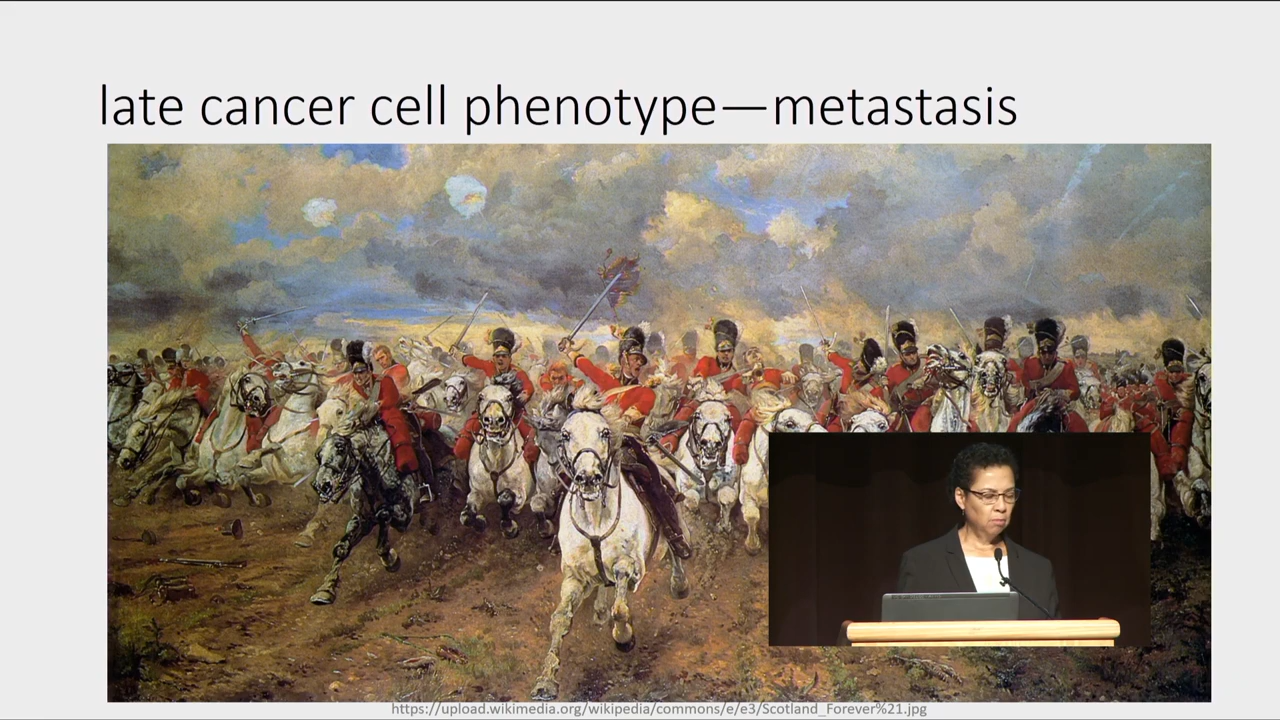 late cancer cell phenotype—metastasis
https://upload.wikimedia.org/wikipedia/commons/e/e3/Scotland_Forever%21.jpg